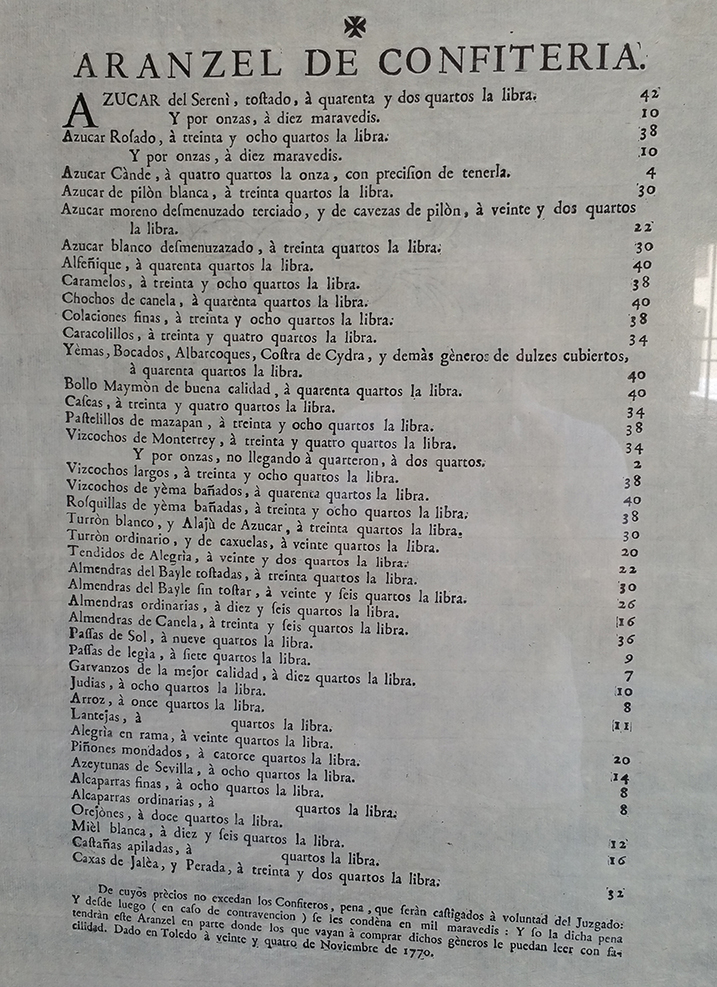 ARANZEL DE CONFITERIA.
AZUCAR del Serenì, toſtado, à quarenta y dos quartos la libra. 42
Y por onzas, à diez maravedis. 10
Azucar Roſado, à treinta y ocho quartos la libra. 38
Y por onzas, à diez maravedis. 10
Azucar Cànde, à quatro quartos la onza, con preciſion de tenerla. 4
Azucar de pilòn blanca, à treinta quartos la libra. 30
Azucar moreno deſmenuzado terciado, y de cavezas de pilòn, à veinte y dos quartos
la libra. 22
Azucar blanco deſmenuzazado, à treinta quartos la libra. 30
Alfeñique, à quarenta quartos la libra. 40
Caramelos, à treinta y ocho quartos la libra. 38
Chochos de canela, à quarenta quartos la libra. 40
Colaciones finas, à treinta y ocho quartos la libra. 38
Caracolillos, à treinta y quatro quartos la libra. 34
Yèmas, Bocados, Albarcoques, Coſtra de Cydra, y demàs gèneros de dulzes cubiertos,
à quarenta quartos la libra. 40
Bollo Maymòn de buena calidad, à quarenta quartos la libra. 40
Caſcas, à treinta y quatro quartos la libra. 34
Paſtelillos de mazapan, à treinta y ocho quartos la libra. 38
Vizcochos de Monterrey, à treinta y quatro quartos la libra. 34
Y por onzas, no llegando à quarteron, à dos quartos. 2
Vizcochos largos, à treinta y ocho quartos la libra. 38
Vizcochos de yèma bañados, à quarenta quartos la libra. 40
Roſquillas de yèma bañadas, à treinta y ocho quartos la libra. 38
Turròn blanco, y Alajù de Azucar, à treinta quartos la libra. 30
Turròn ordinario, y de caxuelas, à veinte quartos la libra. 20
Tendidos de Alegrìa, à veinte y dos quartos la libra. 22
Almendras del Bayle toſtadas, à treinta quartos la libra. 30
Almendras del Bayle ſin toſtar, à veinte y ſeis quartos la libra. 26
Almendras ordinarias, à diez y ſeis quartos la libra. 16
Almendras de Canela, à treinta y ſeis quartos la libra. 36
Paſſas de Sol, à nueve quartos la libra. 9
Paſſas de legìa, à ſiete quartos la libra. 7
Garvanzos de la mejor calidad, à diez quartos la libra. 10
Judias, à ocho quartos la libra. 8
Arroz, à once quartos la libra. 11
Lantejas, à quartos la libra.
Alegrìa en rama, à veinte quartos la libra. 20
Piñones mondados, à catorce quartos la libra. 14
Azeytunas de Sevilla, à ocho quartos la libra. 8
Alcaparras finas, à ocho quartos la libra. 8
Alcaparras ordinarias, à quartos la libra.
Orejònes, à doce quartos la libra. 12
Mièl blanca, à diez y ſeis quartos la libra. 16
Caſtañas apiladas, à quartos la libra.
Caxas de Jalèa, y Perada, à treinta y dos quartos la libra. 32
De cuyos prècios no excedan los Confiteros, pena, que ſeràn caſtigados à voluntad del Juzgado:
Y deſde luego (en caſo de contravencion) ſe les condèna en mil maravedis: Y ſo la dicha pena
tendràn eſte Aranzel en parte donde los que vayan à comprar dichos gèneros le puedan leer con fa-
cilidad. Dado en Toledo à veinte y quatro de Noviembre de 1770.